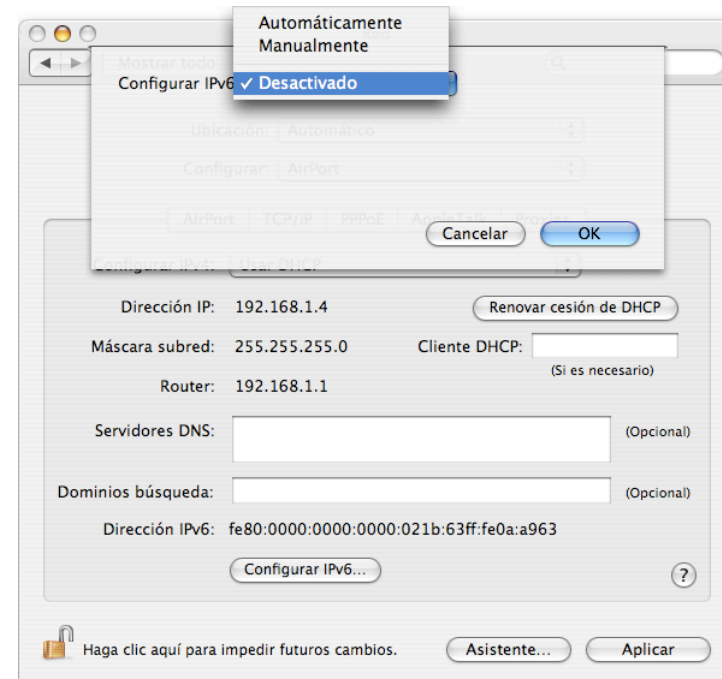 Automáticamente
Manualmente
Red
Mostrar todo
Configurar IPv6
✓ Desactivado
Ubicación: Automático
Configurar: AirPort
AirPort TCP/IP PPPoE AppleTalk Proxies
Cancelar OK
Configurar IPv4: Usar DHCP
Dirección IP: 192.168.1.4 Renovar cesión de DHCP
Máscara subred: 255.255.255.0 Cliente DHCP:
(Si es necesario)
Router: 192.168.1.1
Servidores DNS: (Opcional)
Dominios búsqueda: (Opcional)
Dirección IPv6: fe80:0000:0000:0000:021b:63ff:fe0a:a963
Configurar IPv6... ?
Haga clic aquí para impedir futuros cambios. Asistente... Aplicar